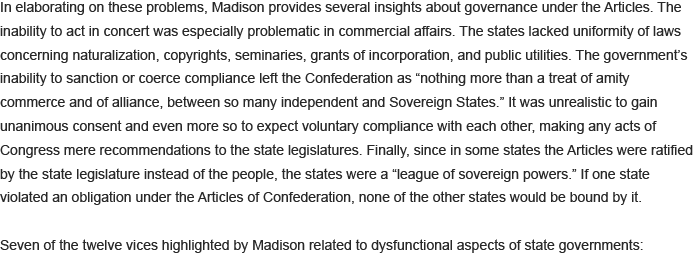 In elaborating on these problems, Madison provides several insights about governance under the Articles. The
inability to act in concert was especially problematic in commercial affairs. The states lacked uniformity of laws
concerning naturalization, copyrights, seminaries, grants of incorporation, and public utilities. The government’s
inability to sanction or coerce compliance left the Confederation as “nothing more than a treat of amity
commerce and of alliance, between so many independent and Sovereign States.” It was unrealistic to gain
unanimous consent and even more so to expect voluntary compliance with each other, making any acts of
Congress mere recommendations to the state legislatures. Finally, since in some states the Articles were ratified
by the state legislature instead of the people, the states were a “league of sovereign powers.” If one state
violated an obligation under the Articles of Confederation, none of the other states would be bound by it.
Seven of the twelve vices highlighted by Madison related to dysfunctional aspects of state governments: